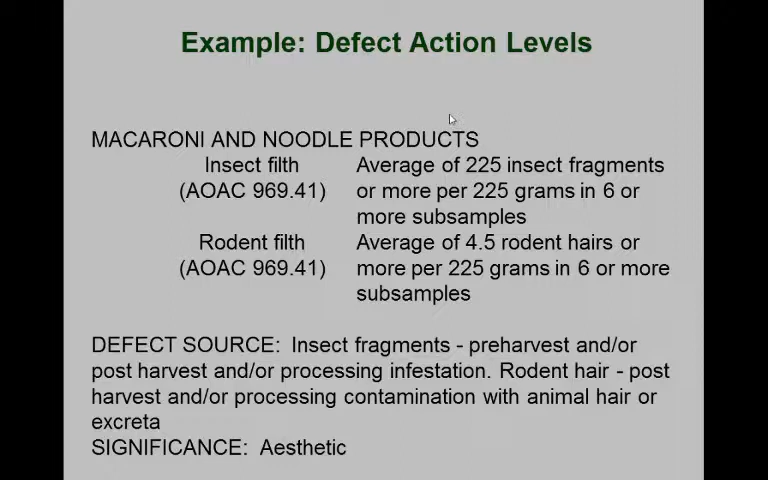 Example: Defect Action Levels
MACARONI AND NOODLE PRODUCTS
Insect filth
(AOAC 969.41)
Average of 225 insect fragments
or more per 225 grams in 6 or
more subsamples
Rodent filth
(AOAC 969.41)
Average of 4.5 rodent hairs or
more per 225 grams in 6 or more
subsamples
DEFECT SOURCE: Insect fragments - preharvest and/or
post harvest and/or processing infestation. Rodent hair - post
harvest and/or processing contamination with animal hair or
excreta
SIGNIFICANCE: Aesthetic